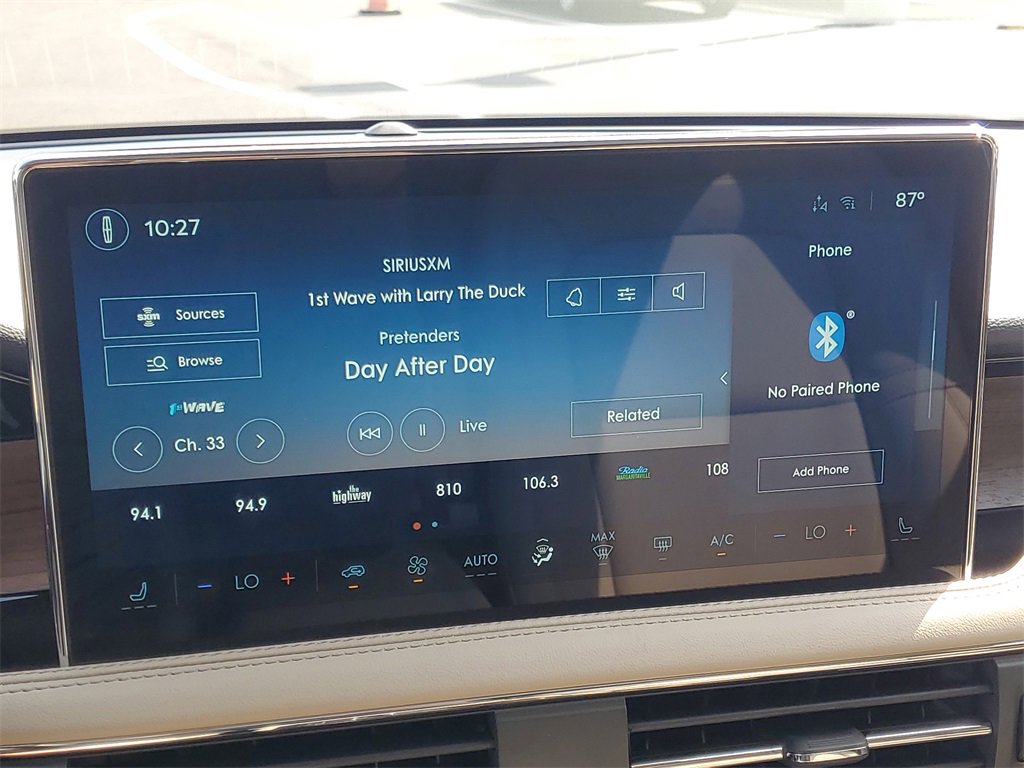 10:27
87°
SIRIUSXM
1st Wave with Larry The Duck
Pretenders
Day After Day
sxm Sources
Browse
1st WAVE
Ch. 33
Live
Related
Phone
®
No Paired Phone
Add Phone
94.1
94.9
the highway
810
106.3
Radio MARGARITAVILLE
108
LO
AUTO
MAX
A/C
LO